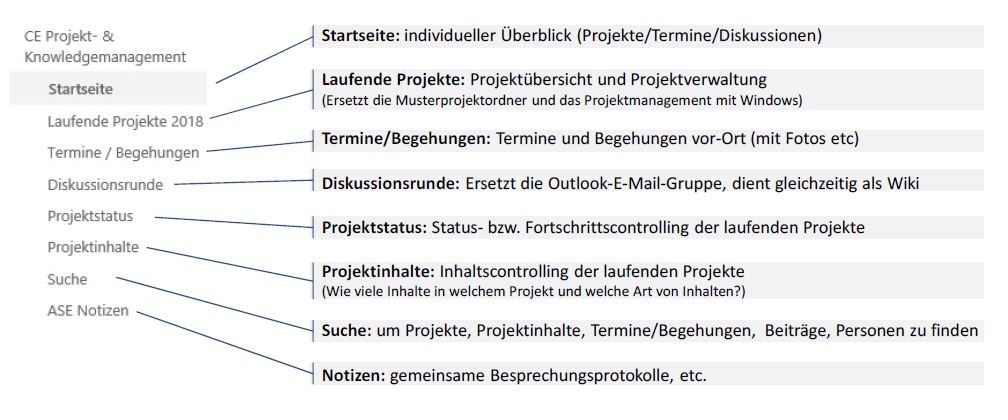 CE Projekt- &
Knowledgemanagement
Startseite
Laufende Projekte 2018
Termine / Begehungen
Diskussionsrunde
Projektstatus
Projektinhalte
Suche
ASE Notizen
Startseite: individueller Überblick (Projekte/Termine/Diskussionen)
Laufende Projekte: Projektübersicht und Projektverwaltung
(Ersetzt die Musterprojektordner und das Projektmanagement mit Windows)
Termine/Begehungen: Termine und Begehungen vor-Ort (mit Fotos etc)
Diskussionsrunde: Ersetzt die Outlook-E-Mail-Gruppe, dient gleichzeitig als Wiki
Projektstatus: Status- bzw. Fortschrittscontrolling der laufenden Projekte
Projektinhalte: Inhaltscontrolling der laufenden Projekte
(Wie viele Inhalte in welchem Projekt und welche Art von Inhalten?)
Suche: um Projekte, Projektinhalte, Termine/Begehungen, Beiträge, Personen zu finden
Notizen: gemeinsame Besprechungsprotokolle, etc.